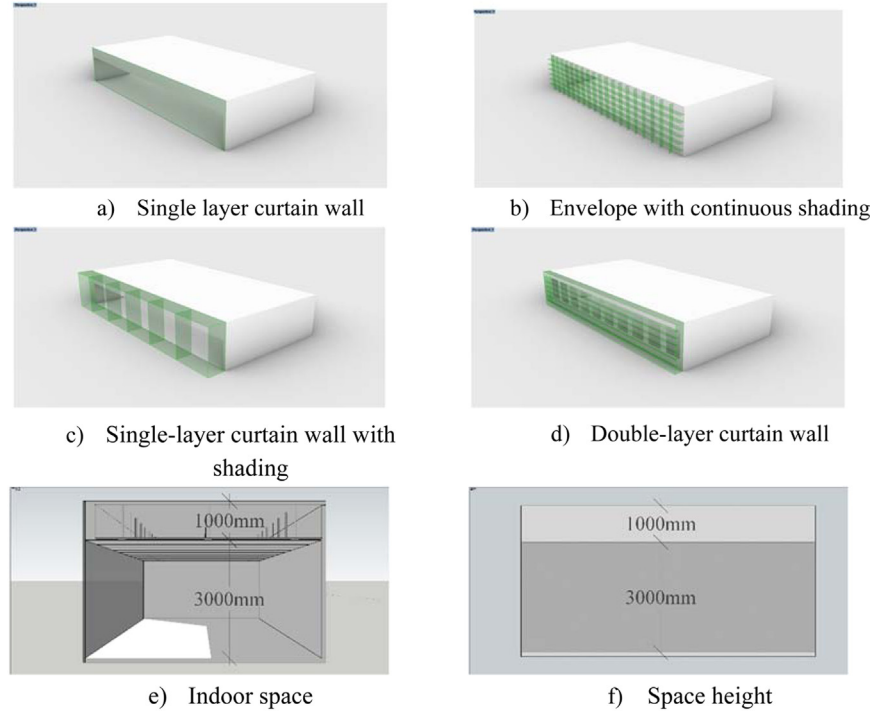 a) Single layer curtain wall
b) Envelope with continuous shading
c) Single-layer curtain wall with
shading
d) Double-layer curtain wall
1000mm
3000mm
1000mm
3000mm
e) Indoor space
f) Space height